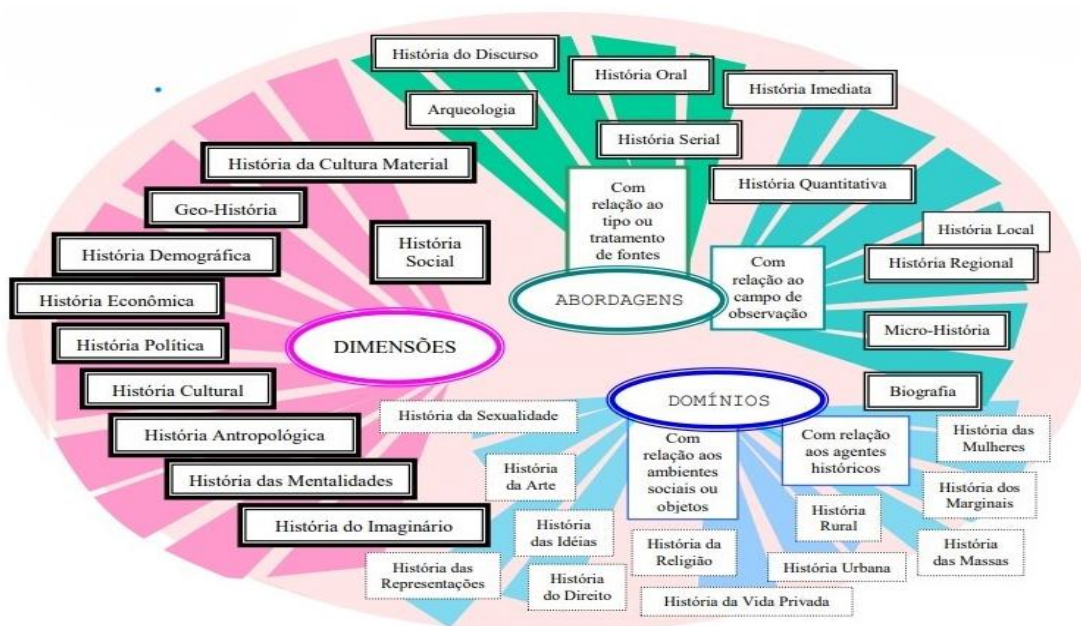 História do Discurso
História Oral
História Imediata
Arqueologia
História Serial
História da Cultura Material
História Quantitativa
Com
relação ao
tipo ou
tratamento
de fontes
Geo-História
História
Social
História Local
História Demográfica
História Regional
Com
relação ao
campo de
observação
História Econômica
ABORDAGENS
História Política
DIMENSÕES
Micro-História
História Cultural
Biografia
DOMÍNIOS
História da Sexualidade
História Antropológica
Com
relação aos
ambientes
sociais ou
objetos
Com relação
aos agentes
históricos
História das
Mulheres
História das Mentalidades
História
da Arte
História dos
Marginais
História do Imaginário
História
das Idéias
História
Rural
História da
Religião
História
das Massas
História das
Representações
História
do Direito
História Urbana
História da Vida Privada